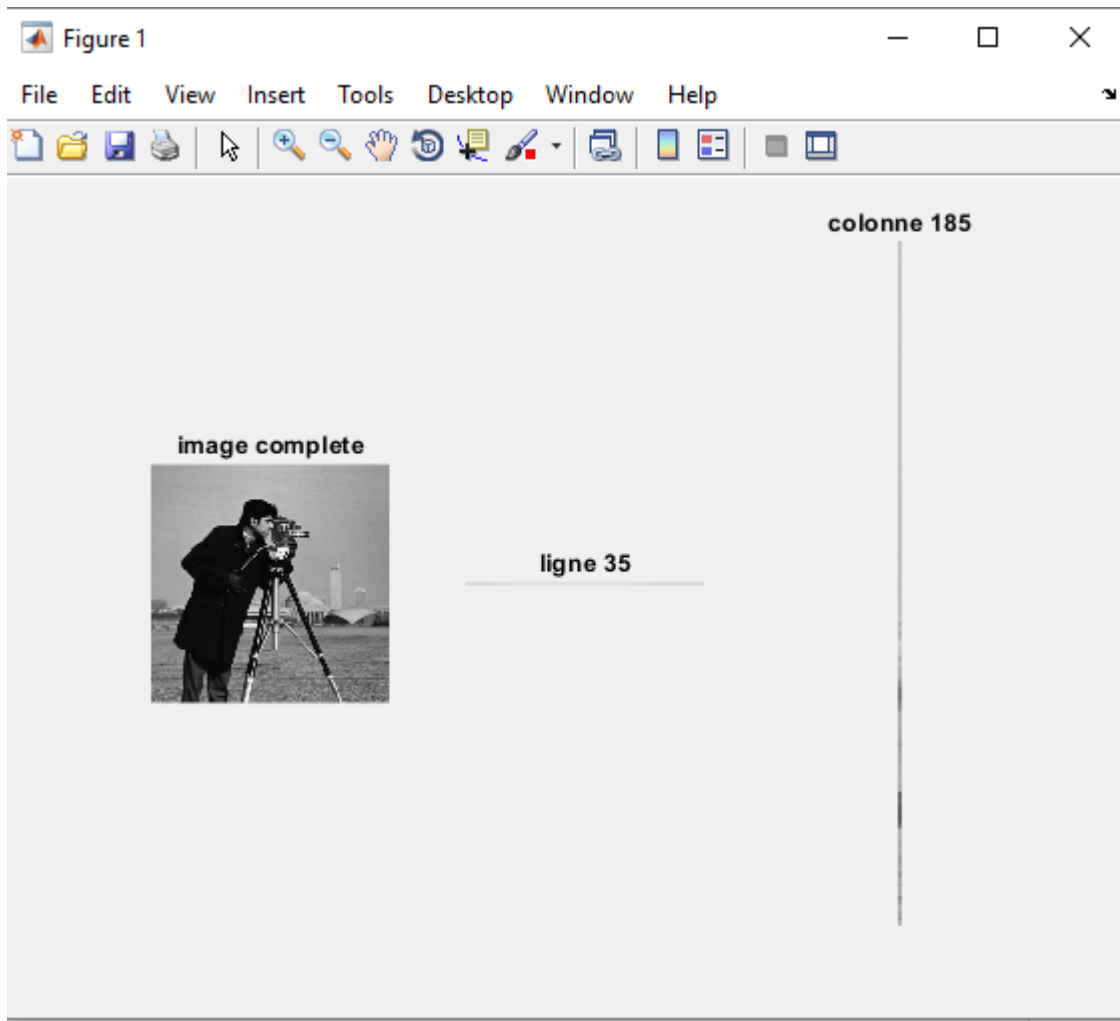 Figure 1
File Edit View Insert Tools Desktop Window Help
colonne 185
image complete
ligne 35